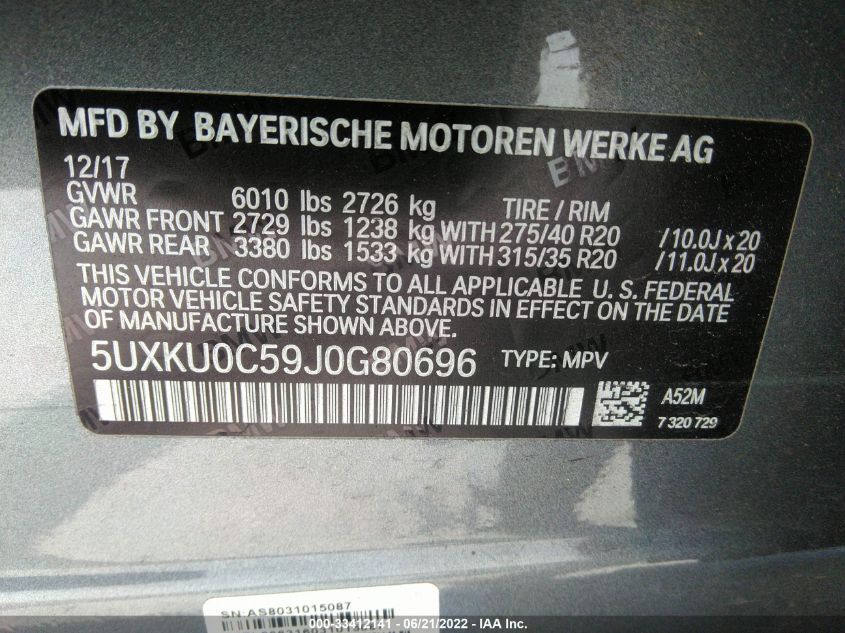 MFD BY BAYERISCHE MOTOREN WERKE AG
12/17
GVWR 6010 lbs 2726 kg TIRE / RIM
GAWR FRONT 2729 lbs 1238 kg WITH 275/40 R20 /10.0J x 20
GAWR REAR 3380 lbs 1533 kg WITH 315/35 R20 /11.0J x 20
THIS VEHICLE CONFORMS TO ALL APPLICABLE U. S. FEDERAL
MOTOR VEHICLE SAFETY STANDARDS IN EFFECT ON THE DATE
OF MANUFACTURE SHOWN ABOVE.
5UXKU0C59J0G80696 TYPE: MPV
A52M
7 320 729
SN:AS8031015087
000-33412141 - 06/21/2022 - IAA Inc.